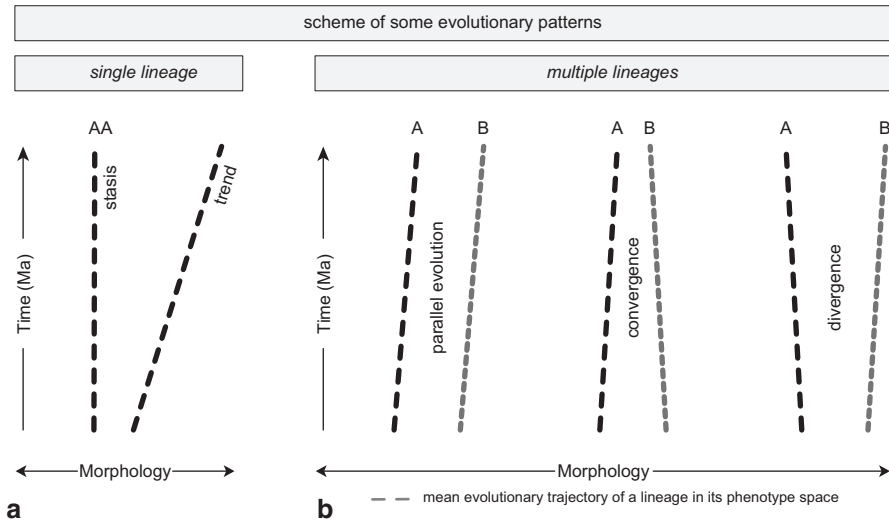 scheme of some evolutionary patterns
single lineage
multiple lineages
AA
A
B
A
B
A
B
Time (Ma)
stasis
trend
Time (Ma)
parallel evolution
convergence
divergence
Morphology
Morphology
a
b
mean evolutionary trajectory of a lineage in its phenotype space